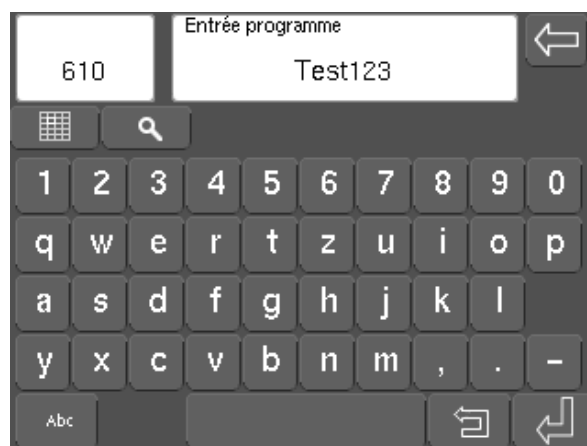 Entrée programme
610 Test123
1 2 3 4 5 6 7 8 9 0
q w e r t z u i o p
a s d f g h j k l
y x c v b n m , . -
Abc